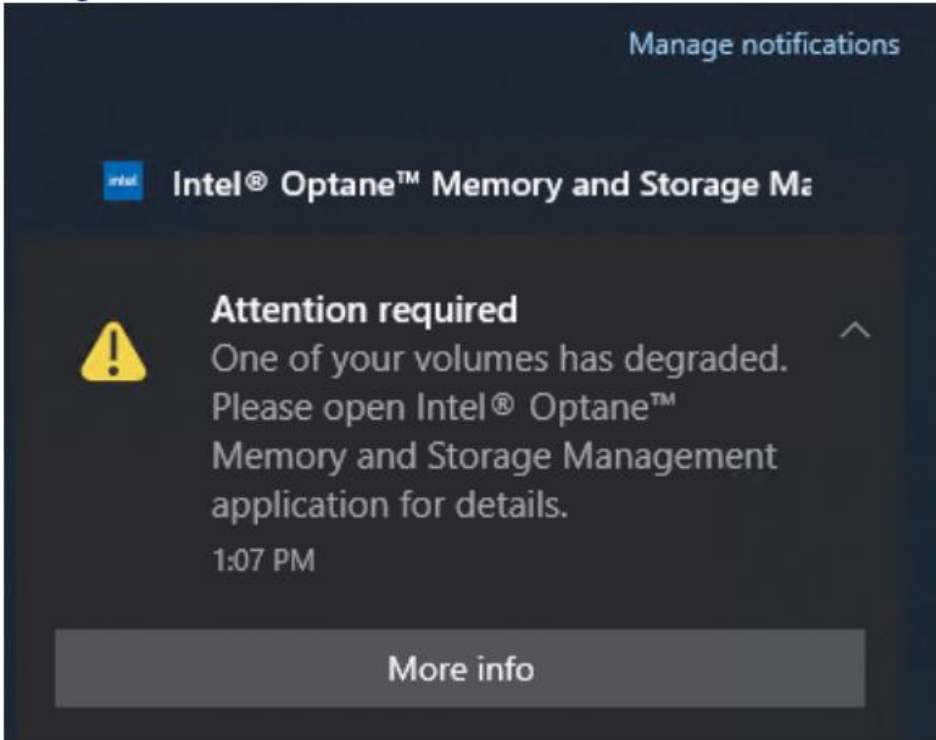 Manage notifications
intel
Intel® Optane™ Memory and Storage Ma
Attention required
One of your volumes has degraded.
Please open Intel® Optane™
Memory and Storage Management
application for details.
1:07 PM
More info